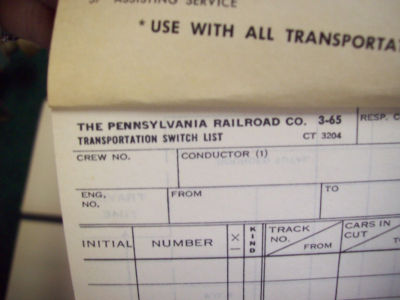 ASSISTING SERVICE
* USE WITH ALL TRANSPORTA
THE PENNSYLVANIA RAILROAD CO. 3-65 RESP. C
TRANSPORTATION SWITCH LIST CT 3204
CREW NO. CONDUCTOR (1)
ENG. NO. FROM TO
INITIAL NUMBER X KIND TRACK NO. FROM CARS IN CUT T